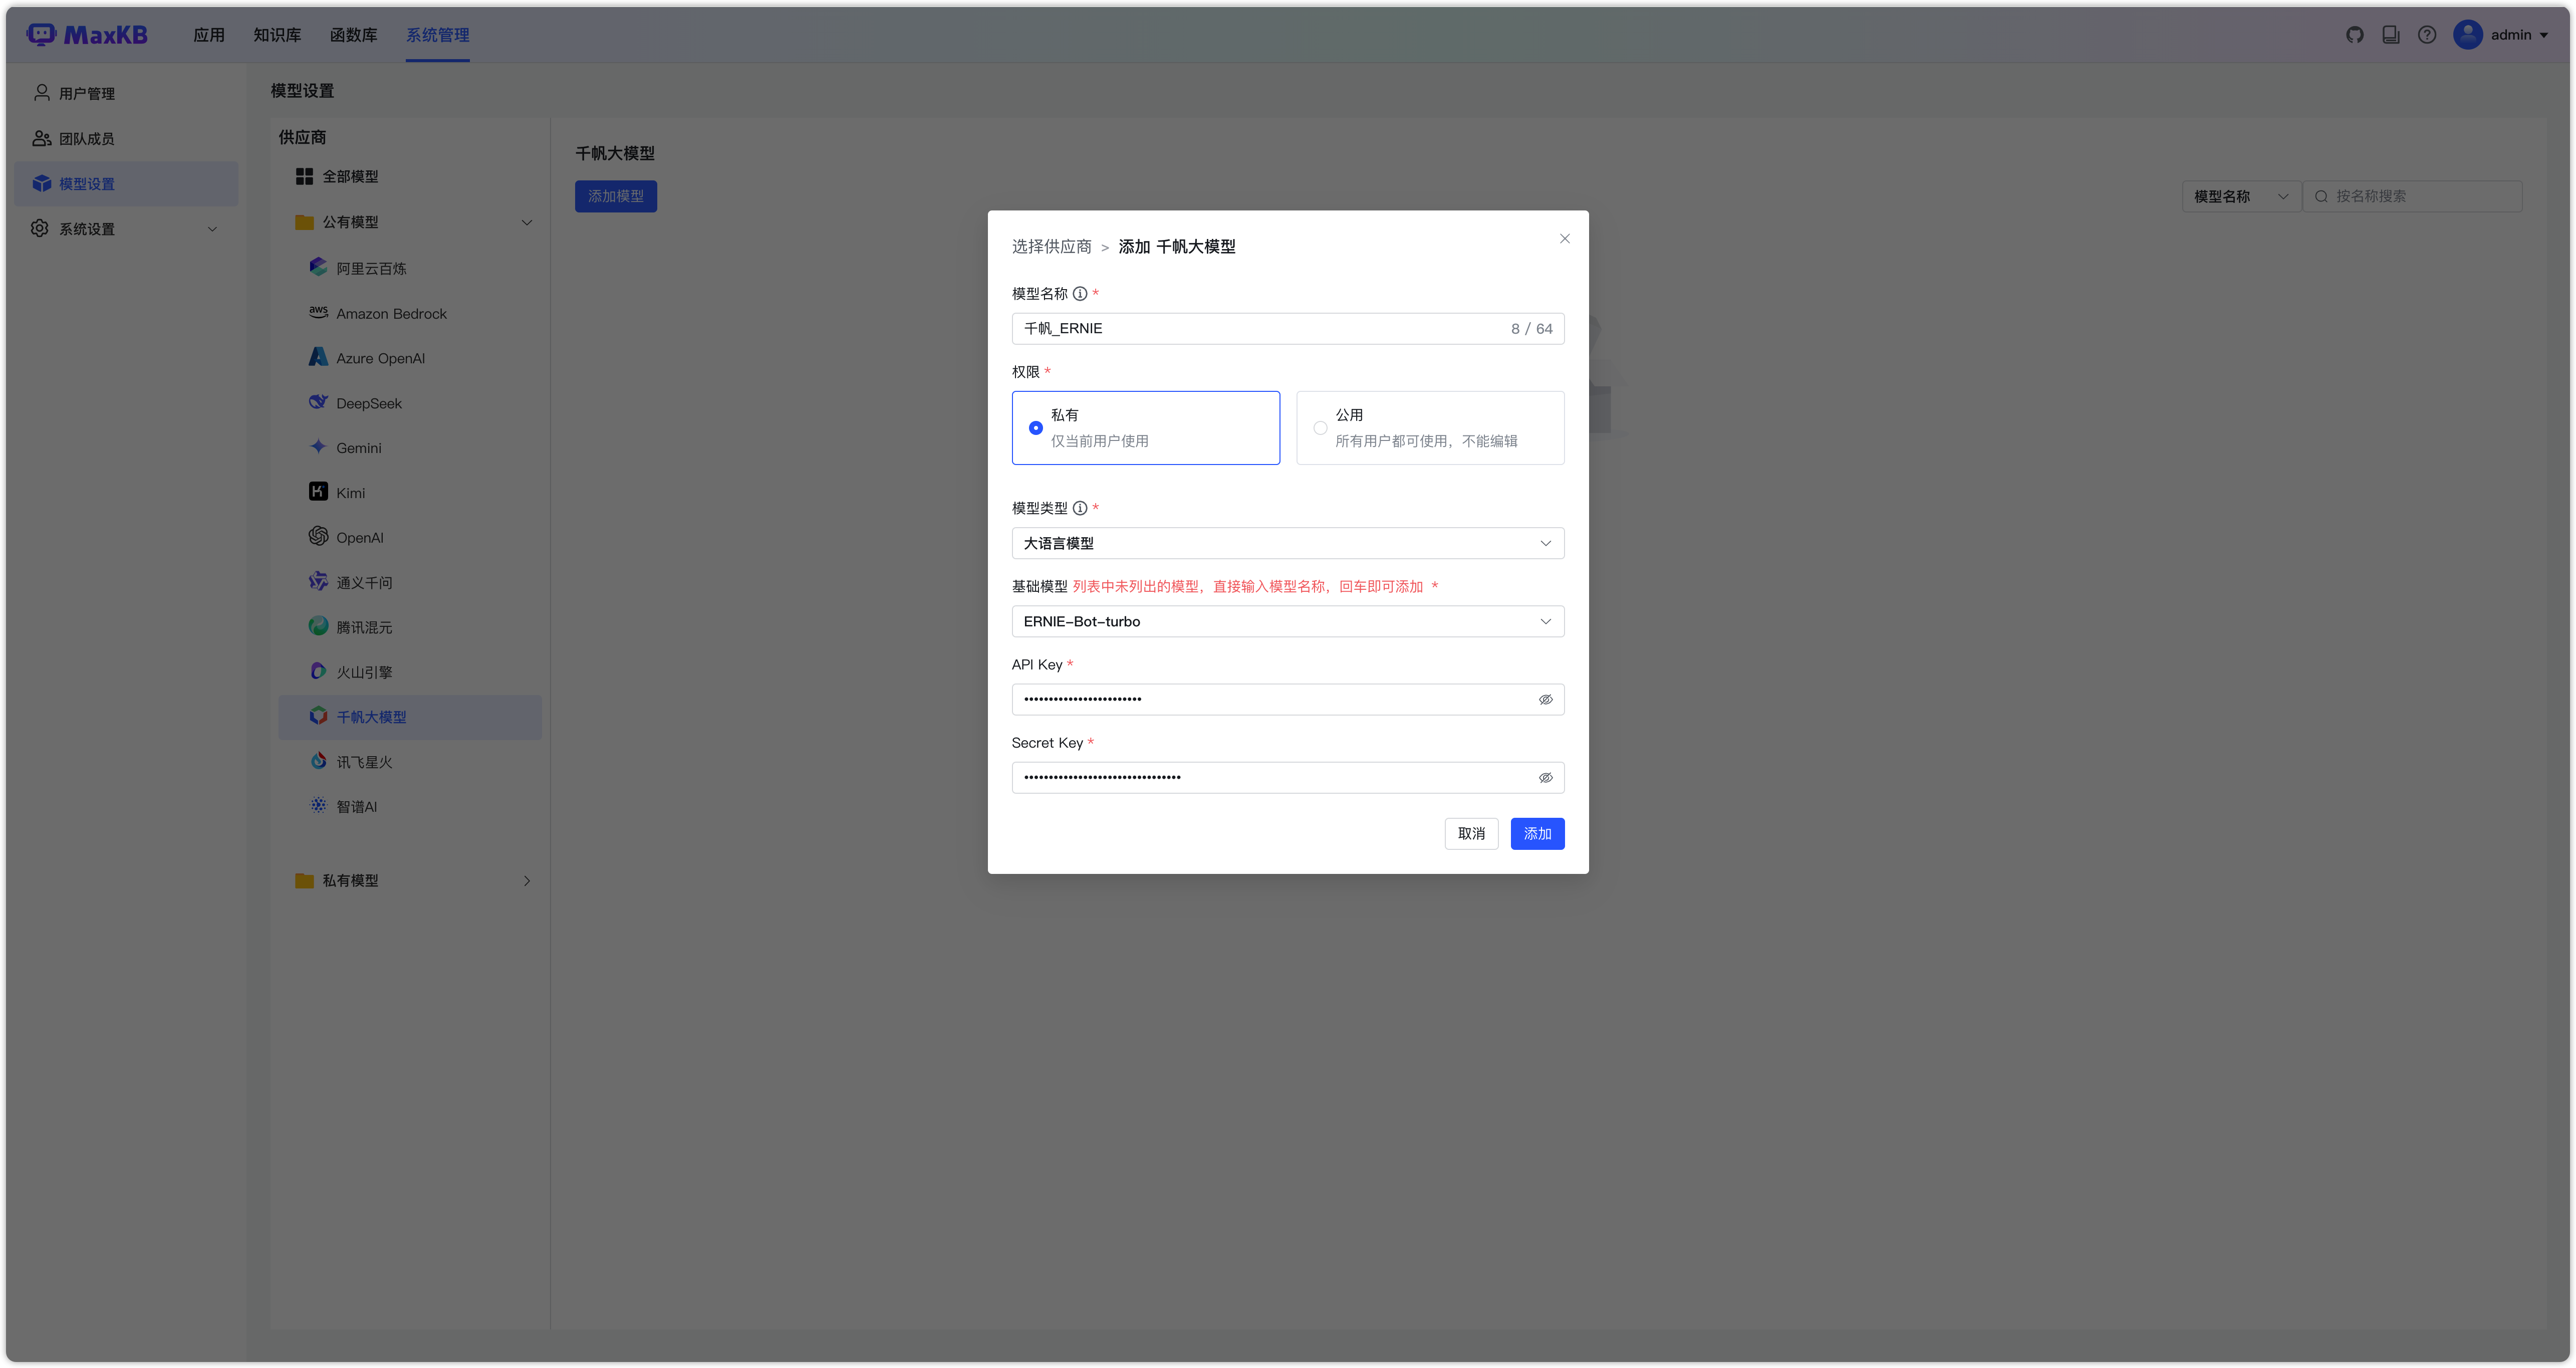 MaxKB
应用 知识库 函数库 系统管理
admin
用户管理
团队成员
模型设置
系统设置
模型设置
供应商
全部模型
公有模型
阿里云百炼
aws Amazon Bedrock
Azure OpenAI
DeepSeek
Gemini
Kimi
OpenAI
通义千问
腾讯混元
火山引擎
千帆大模型
讯飞星火
智谱AI
私有模型
千帆大模型
添加模型
模型名称 按名称搜索
选择供应商 > 添加 千帆大模型
模型名称 *
千帆_ERNIE 8 / 64
权限 *
私有
仅当前用户使用
公用
所有用户都可使用，不能编辑
模型类型 *
大语言模型
基础模型 列表中未列出的模型，直接输入模型名称，回车即可添加 *
ERNIE-Bot-turbo
API Key *
Secret Key *
取消 添加